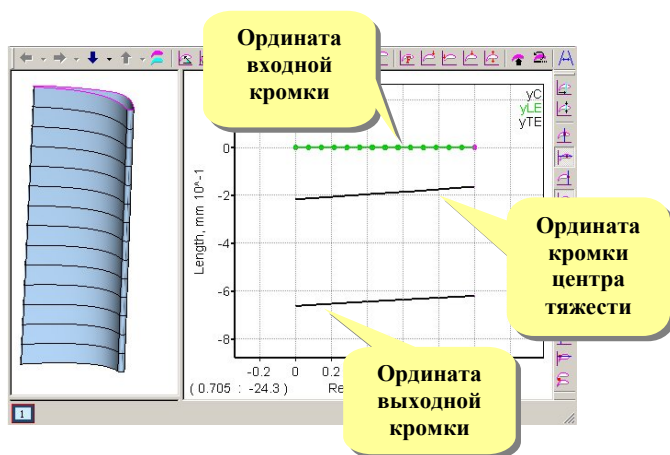 Ордината
входной
кромки
yC
yLE
yTE
0
-2
-4
-6
-8
Length, mm 10^-1
Ордината
кромки
центра
тяжести
-0.2 0 0.2
( 0.705 : -24.3 )
Ордината
выходной
кромки
1